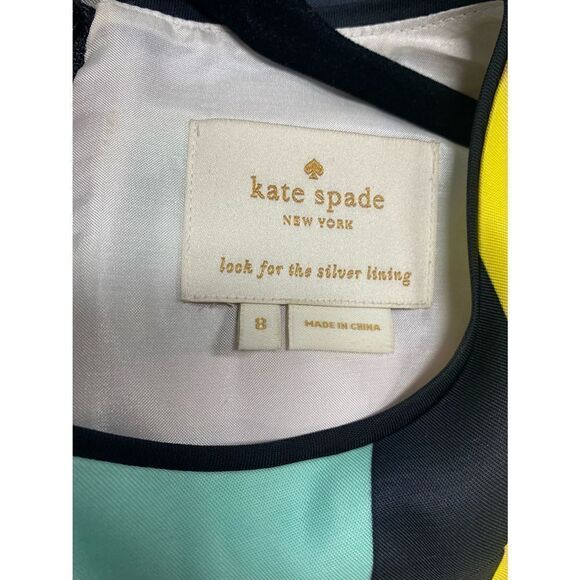 kate spade
NEW YORK
look for the silver lining
8
MADE IN CHINA